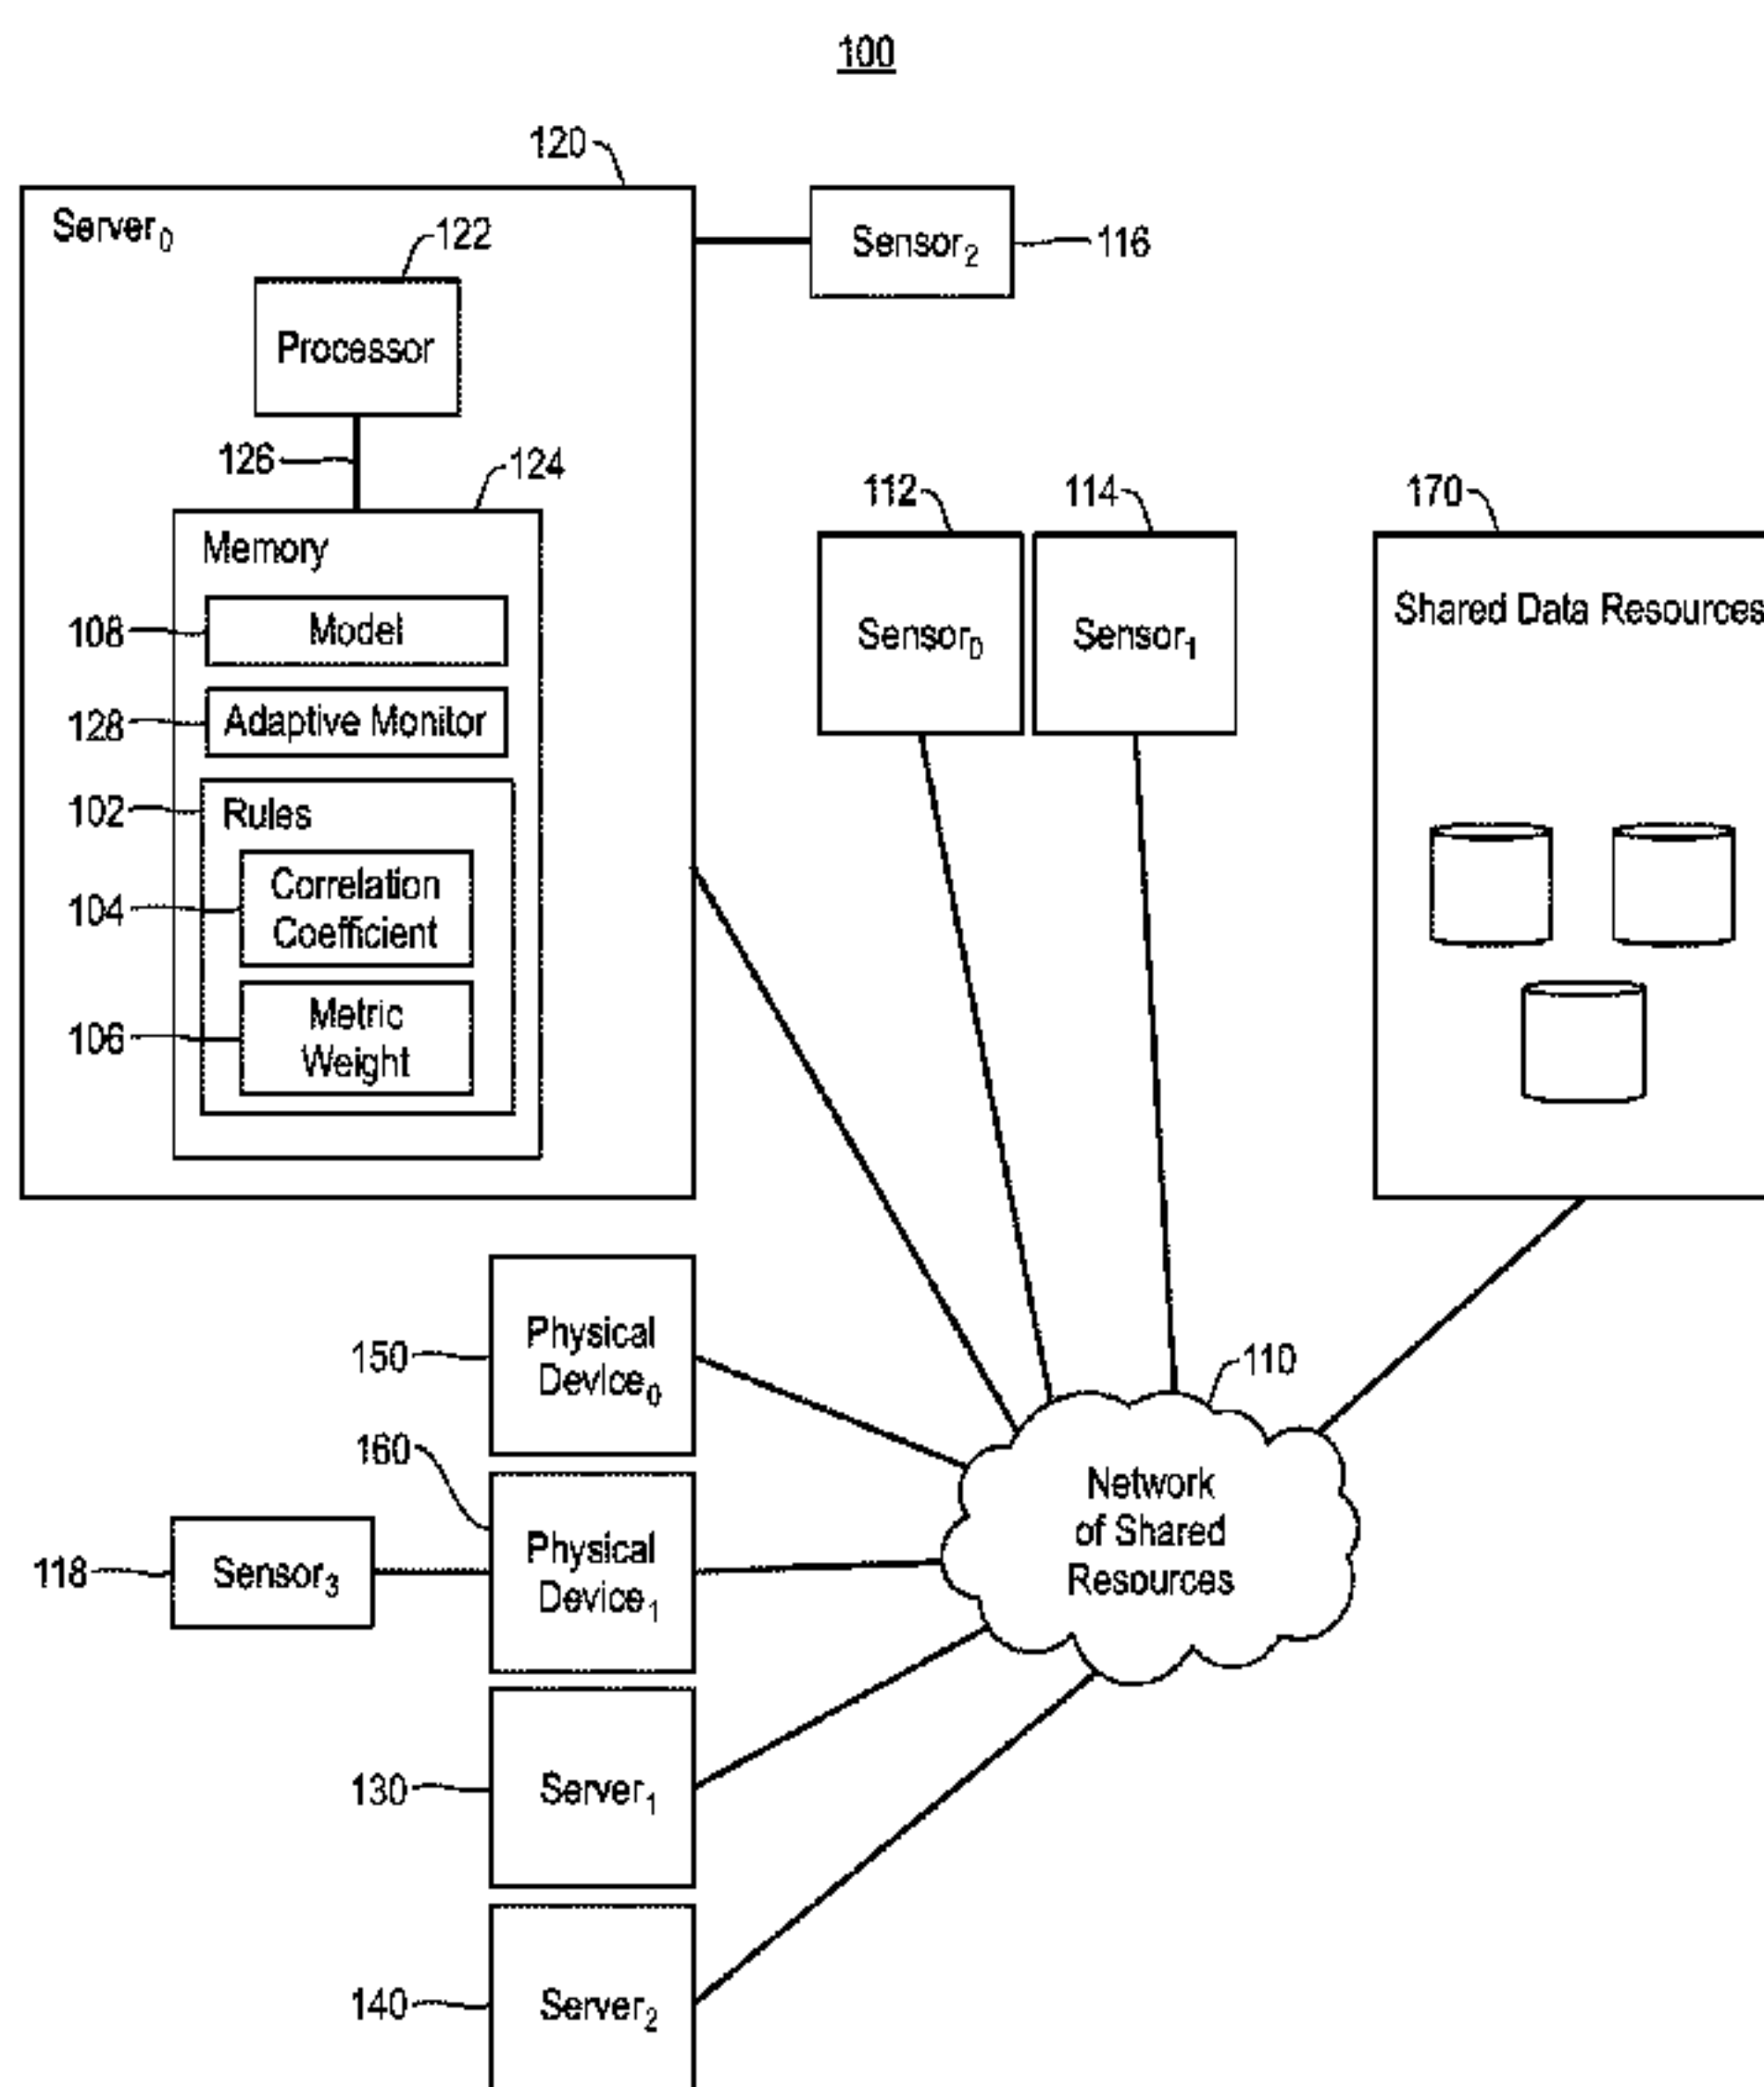 100
120
Server0
122
Sensor2
116
Processor
126
124
Memory
112
114
170
108
Model
Sensor0
Sensor1
Shared Data Resources
128
Adaptive Monitor
102
Rules
104
Correlation
Coefficient
106
Metric
Weight
150
Physical
Device0
110
160
Network
of Shared
Resources
118
Sensor3
Physical
Device1
130
Server1
140
Server2